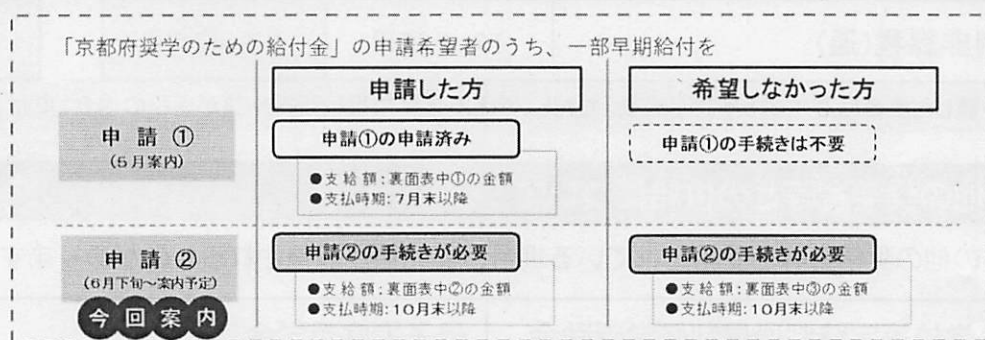 「京都府奨学のための給付金」の申請希望者のうち、一部早期給付を
申請した方
希望しなかった方
申請①
(5月案内)
申請①の申請済み
●支給額:裏面表中①の金額
●支払時期:7月末以降
申請①の手続きは不要
申請②
(6月下旬~案内予定)
今回案内
申請②の手続きが必要
●支給額:裏面表中②の金額
●支払時期:10月末以降
申請②の手続きが必要
●支給額:裏面表中③の金額
●支払時期:10月末以降